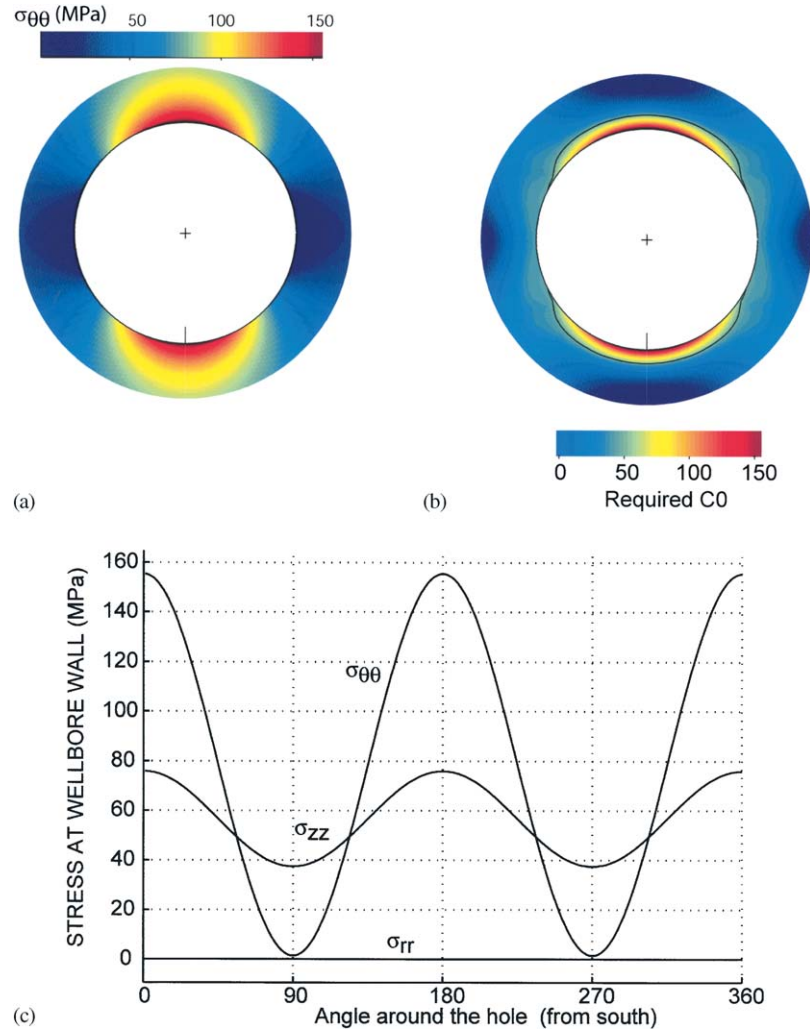 σθθ (MPa)
50 100 150
(a)
0 50 100 150
Required C0
(b)
STRESS AT WELLBORE WALL (MPa)
160
140
120
100
80
60
40
20
0
σθθ
σzz
σrr
0 90 180 270 360
Angle around the hole (from south)
(c)